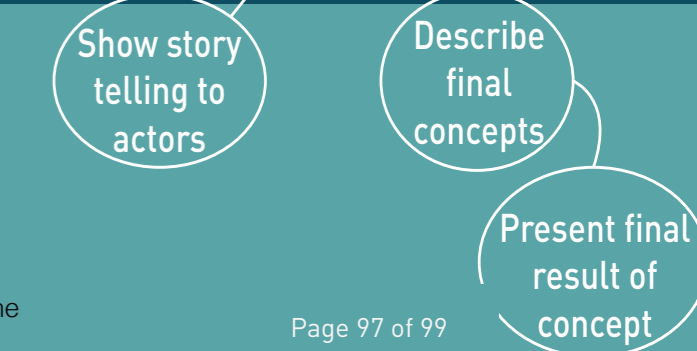 Show story
telling to
actors
Describe
final
concepts
Present final
result of
concept
Page 97 of 99